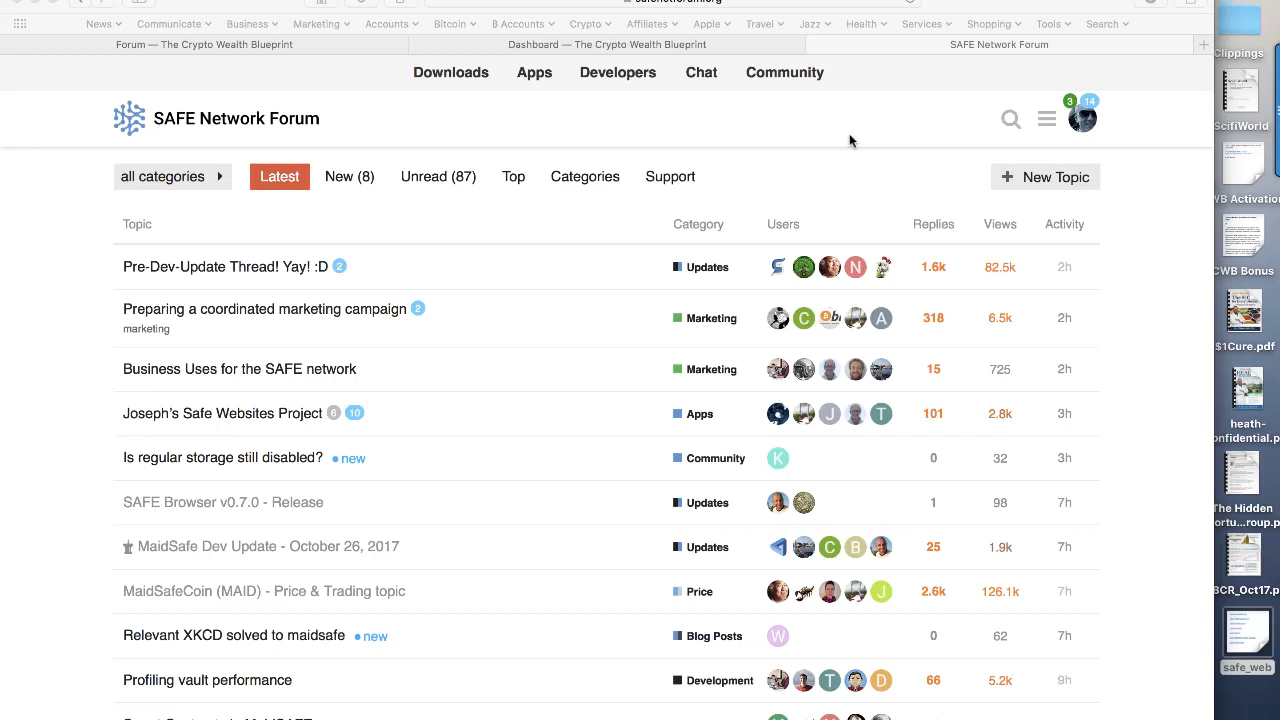 safenetforum.org
News Communicate Business Marketing Accounts Bitcoin B Accounts Crypto Affiliates Apple Travel Jazz Health Services Shopping Tools Search
Forum — The Crypto Wealth Blueprint Dashboard — The Crypto Wealth Blueprint SAFE Network Forum +
Downloads Apps Developers Chat Community
SAFE Network Forum 3 14
all categories Latest New (8) Unread (87) Top Categories Support + New Topic
Topic Category Users Replies Views Activity
Pre-Dev-Update Thread! Yay! :D 2 Updates N 1.6k 82.5k 2h
Preparing a coordinated marketing campaign 2 Marketing C A 318 6.5k 2h
marketing
Business Uses for the SAFE network Marketing 15 725 2h
Joseph's Safe Websites Project 6 10 Apps J T 101 2.8k 3h
Is regular storage still disabled? new Community K 0 32 3h
SAFE Browser v0.7.0 - Release Updates 1 98 7h
MaidSafe Dev Update - October 26, 2017 Updates C B 25 .9k 7h
MaidSafeCoin (MAID) - Price & Trading topic Price J 2.6k 126.1k 7h
Relevant XKCD solved to maidsafe new Blog Posts W 0 62 7h
Profiling vault performance Development T D 66 5.2k 9h
Clippings
ScifiWorld
WB Activation
CWB Bonus
$1Cure.pdf
heath-
onfidential.p
The Hidden
ortu...roup.p
BCR_Oct17.p
safe_web